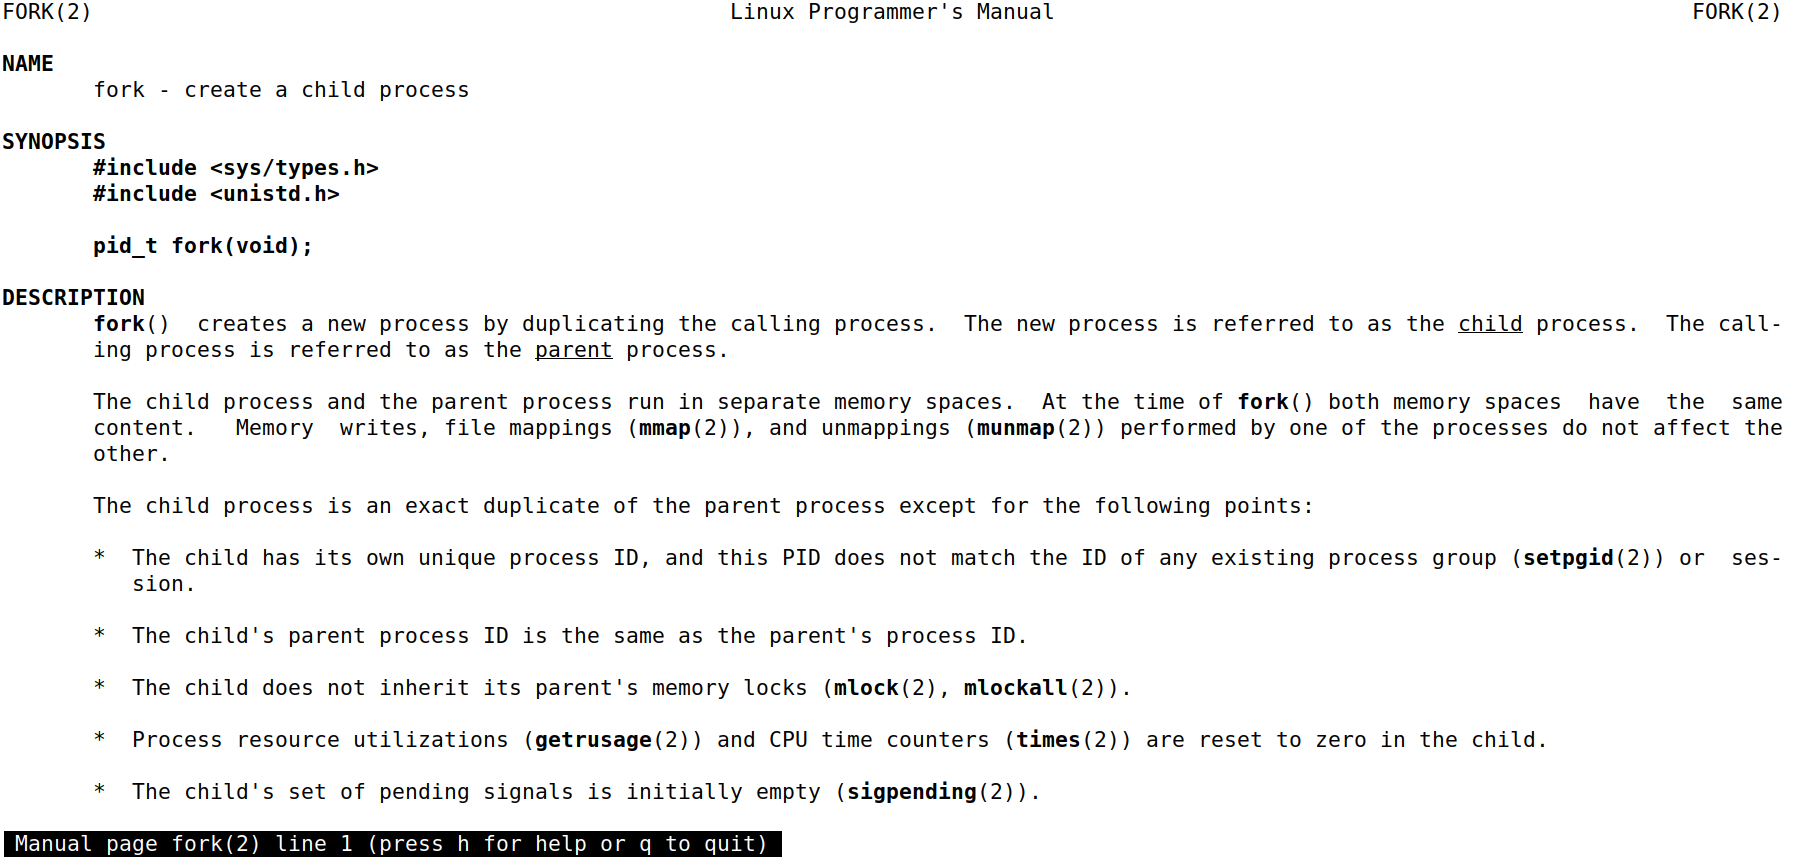 FORK(2)                                                 Linux Programmer's Manual                                                 FORK(2)

NAME
       fork - create a child process

SYNOPSIS
       #include <sys/types.h>
       #include <unistd.h>

       pid_t fork(void);

DESCRIPTION
       fork()  creates a new process by duplicating the calling process.  The new process is referred to as the child process.  The call-
       ing process is referred to as the parent process.

       The child process and the parent process run in separate memory spaces.  At the time of fork() both memory spaces  have  the  same
       content.   Memory  writes, file mappings (mmap(2)), and unmappings (munmap(2)) performed by one of the processes do not affect the
       other.

       The child process is an exact duplicate of the parent process except for the following points:

       *  The child has its own unique process ID, and this PID does not match the ID of any existing process group (setpgid(2)) or  ses-
          sion.

       *  The child's parent process ID is the same as the parent's process ID.

       *  The child does not inherit its parent's memory locks (mlock(2), mlockall(2)).

       *  Process resource utilizations (getrusage(2)) and CPU time counters (times(2)) are reset to zero in the child.

       *  The child's set of pending signals is initially empty (sigpending(2)).

 Manual page fork(2) line 1 (press h for help or q to quit)